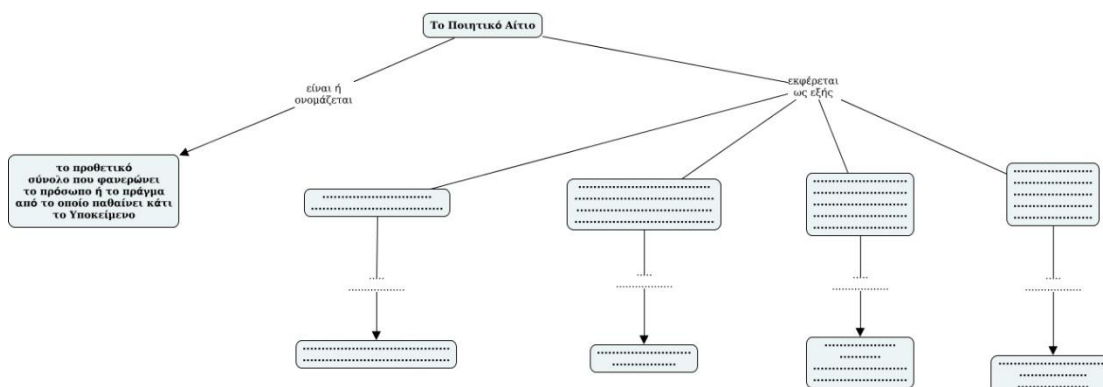 Το Ποιητικό Αίτιο
είναι ή
ονομάζεται
εκφέρεται
ως εξής
το προθετικό
σύνολο που φανερώνει
το πρόσωπο ή το πράγμα
από το οποίο παθαίνει κάτι
το Υποκείμενο